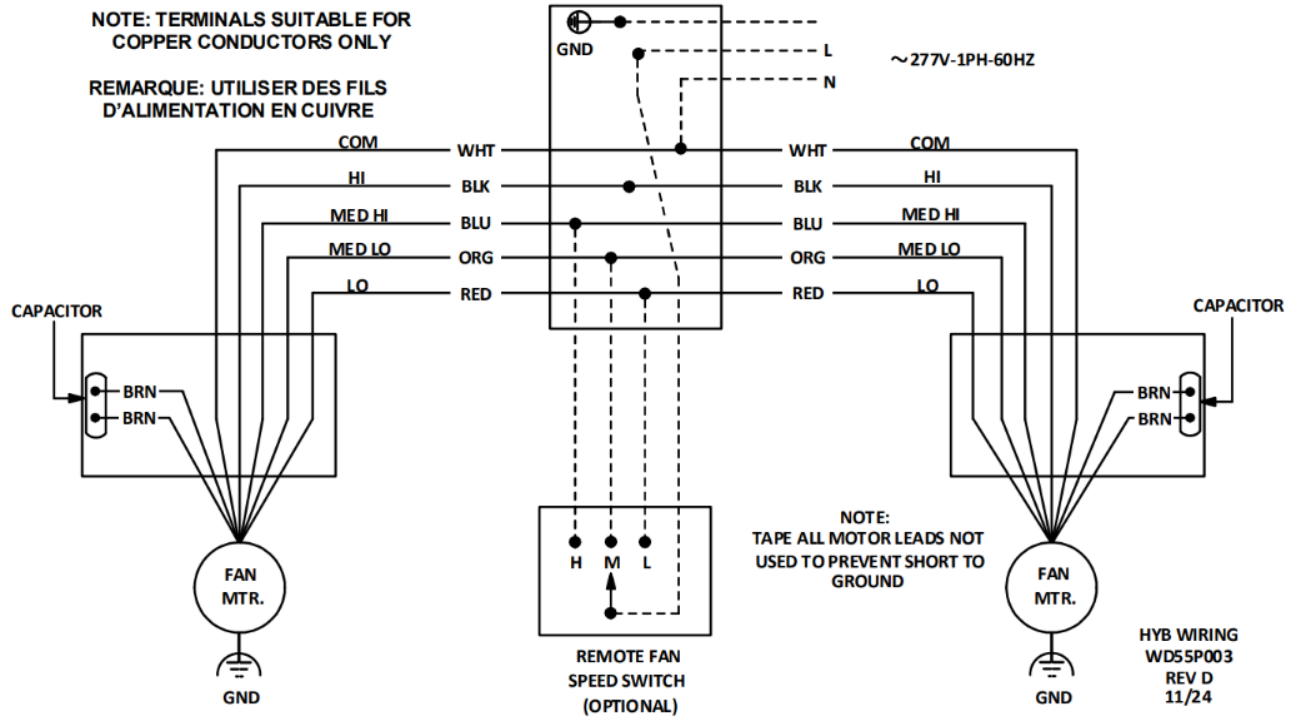 NOTE: TERMINALS SUITABLE FOR
COPPER CONDUCTORS ONLY
REMARQUE: UTILISER DES FILS
D'ALIMENTATION EN CUIVRE
GND
L
N
~277V-1PH-60HZ
COM WHT WHT COM
HI BLK BLK HI
MED HI BLU BLU MED HI
MED LO ORG ORG MED LO
LO RED RED LO
CAPACITOR
CAPACITOR
BRN
BRN
BRN
BRN
H M L
NOTE:
TAPE ALL MOTOR LEADS NOT
USED TO PREVENT SHORT TO
GROUND
FAN
MTR.
FAN
MTR.
GND
GND
REMOTE FAN
SPEED SWITCH
(OPTIONAL)
HYB WIRING
WD55P003
REV D
11/24